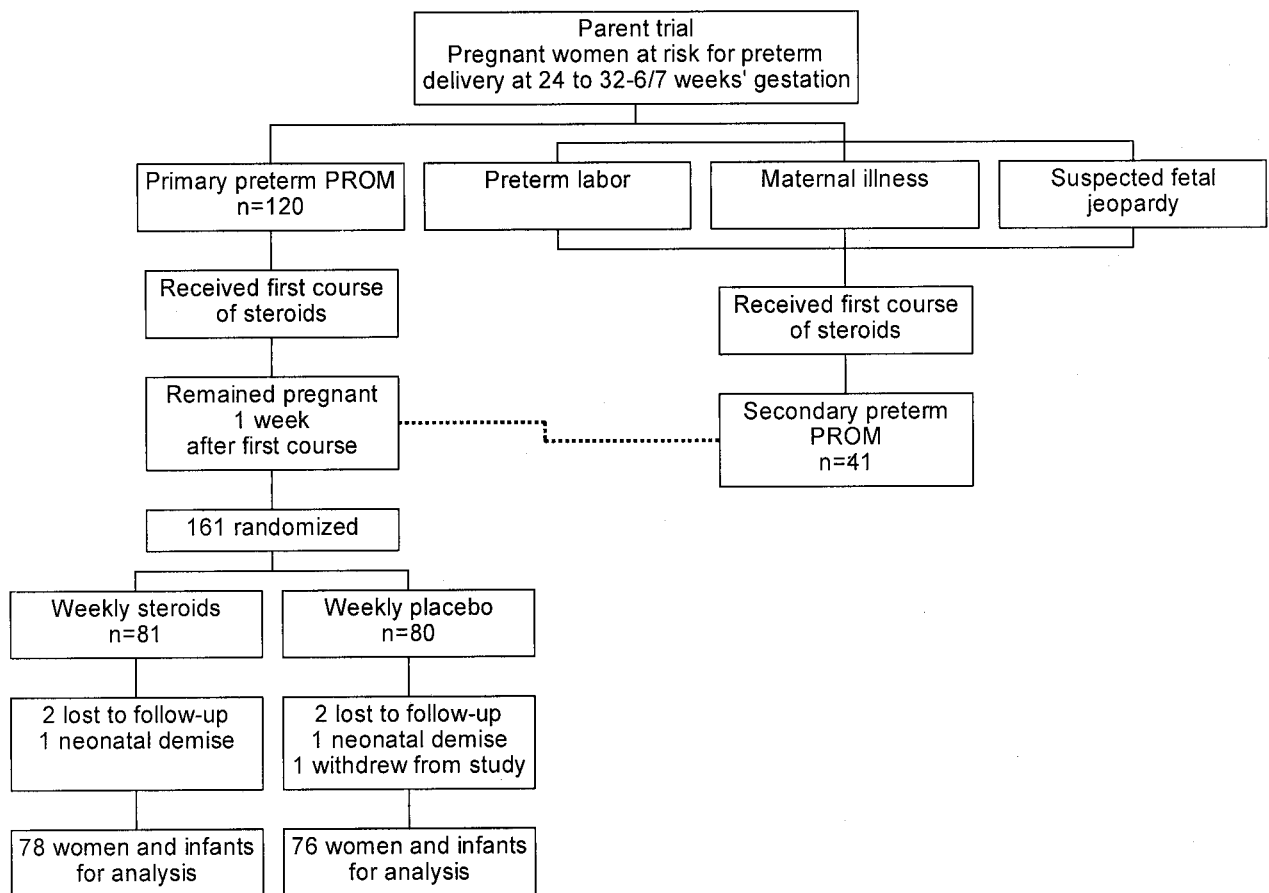 Parent trial
Pregnant women at risk for preterm
delivery at 24 to 32-6/7 weeks' gestation
Primary preterm PROM
n=120
Preterm labor
Maternal illness
Suspected fetal
jeopardy
Received first course
of steroids
Received first course
of steroids
Remained pregnant
1 week
after first course
Secondary preterm
PROM
n=41
161 randomized
Weekly steroids
n=81
Weekly placebo
n=80
2 lost to follow-up
1 neonatal demise
2 lost to follow-up
1 neonatal demise
1 withdrew from study
78 women and infants
for analysis
76 women and infants
for analysis